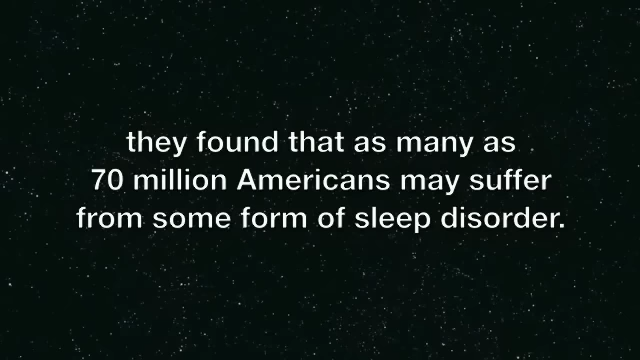 they found that as many as
70 million Americans may suffer
from some form of sleep disorder.